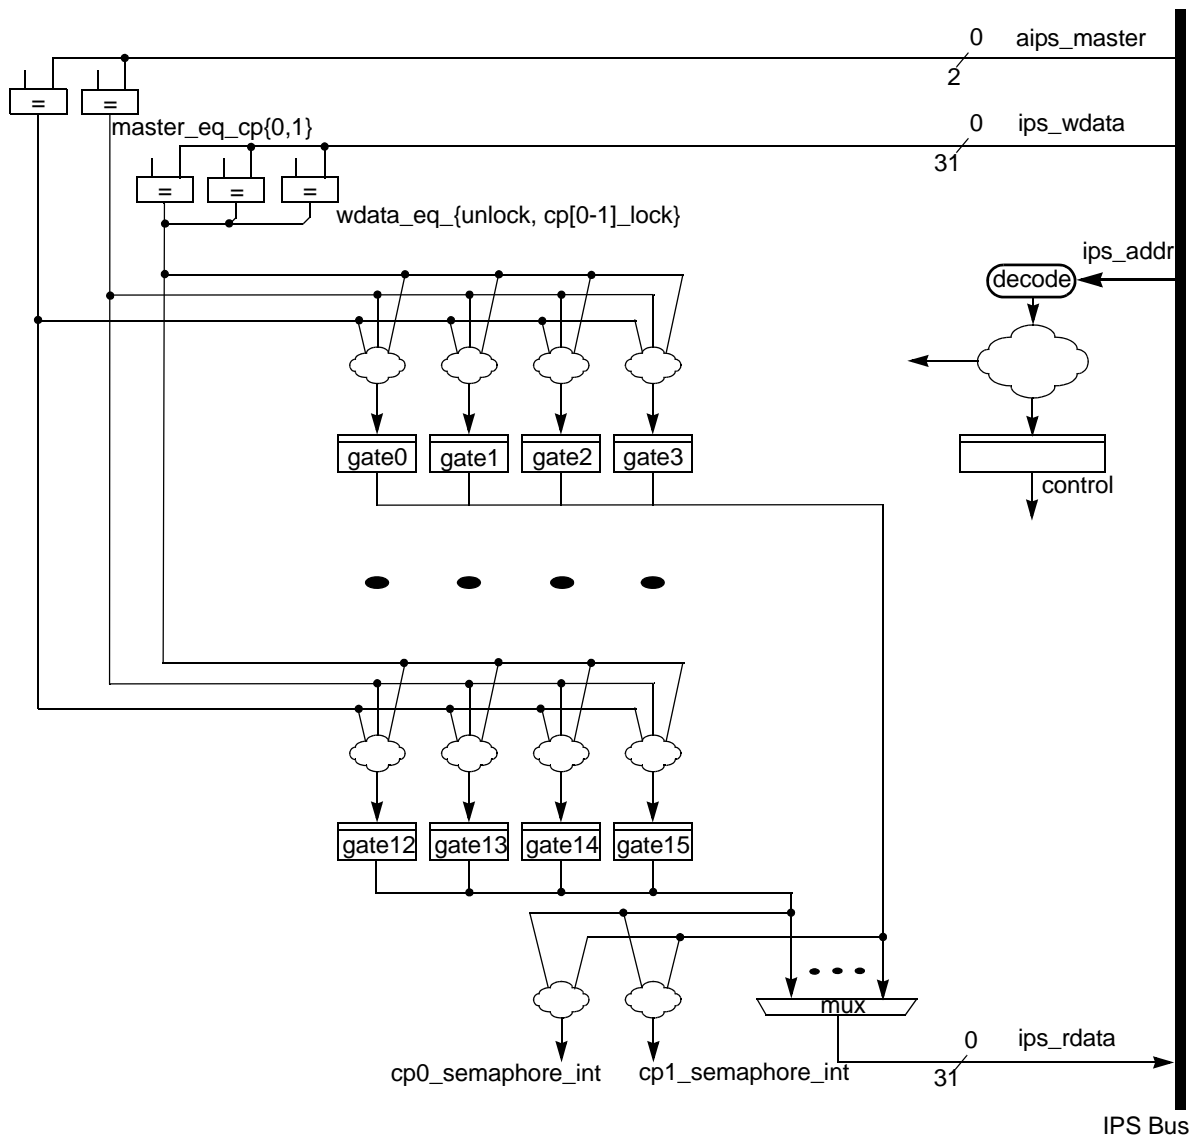 0 aips_master
2
= =
master_eq_cp{0,1}
0 ips_wdata
31
= = =
wdata_eq_{unlock, cp[0-1]_lock}
ips_addr
decode
gate0 gate1 gate2 gate3
control
gate12 gate13 gate14 gate15
mux
0 ips_rdata
31
cp0_semaphore_int cp1_semaphore_int
IPS Bus